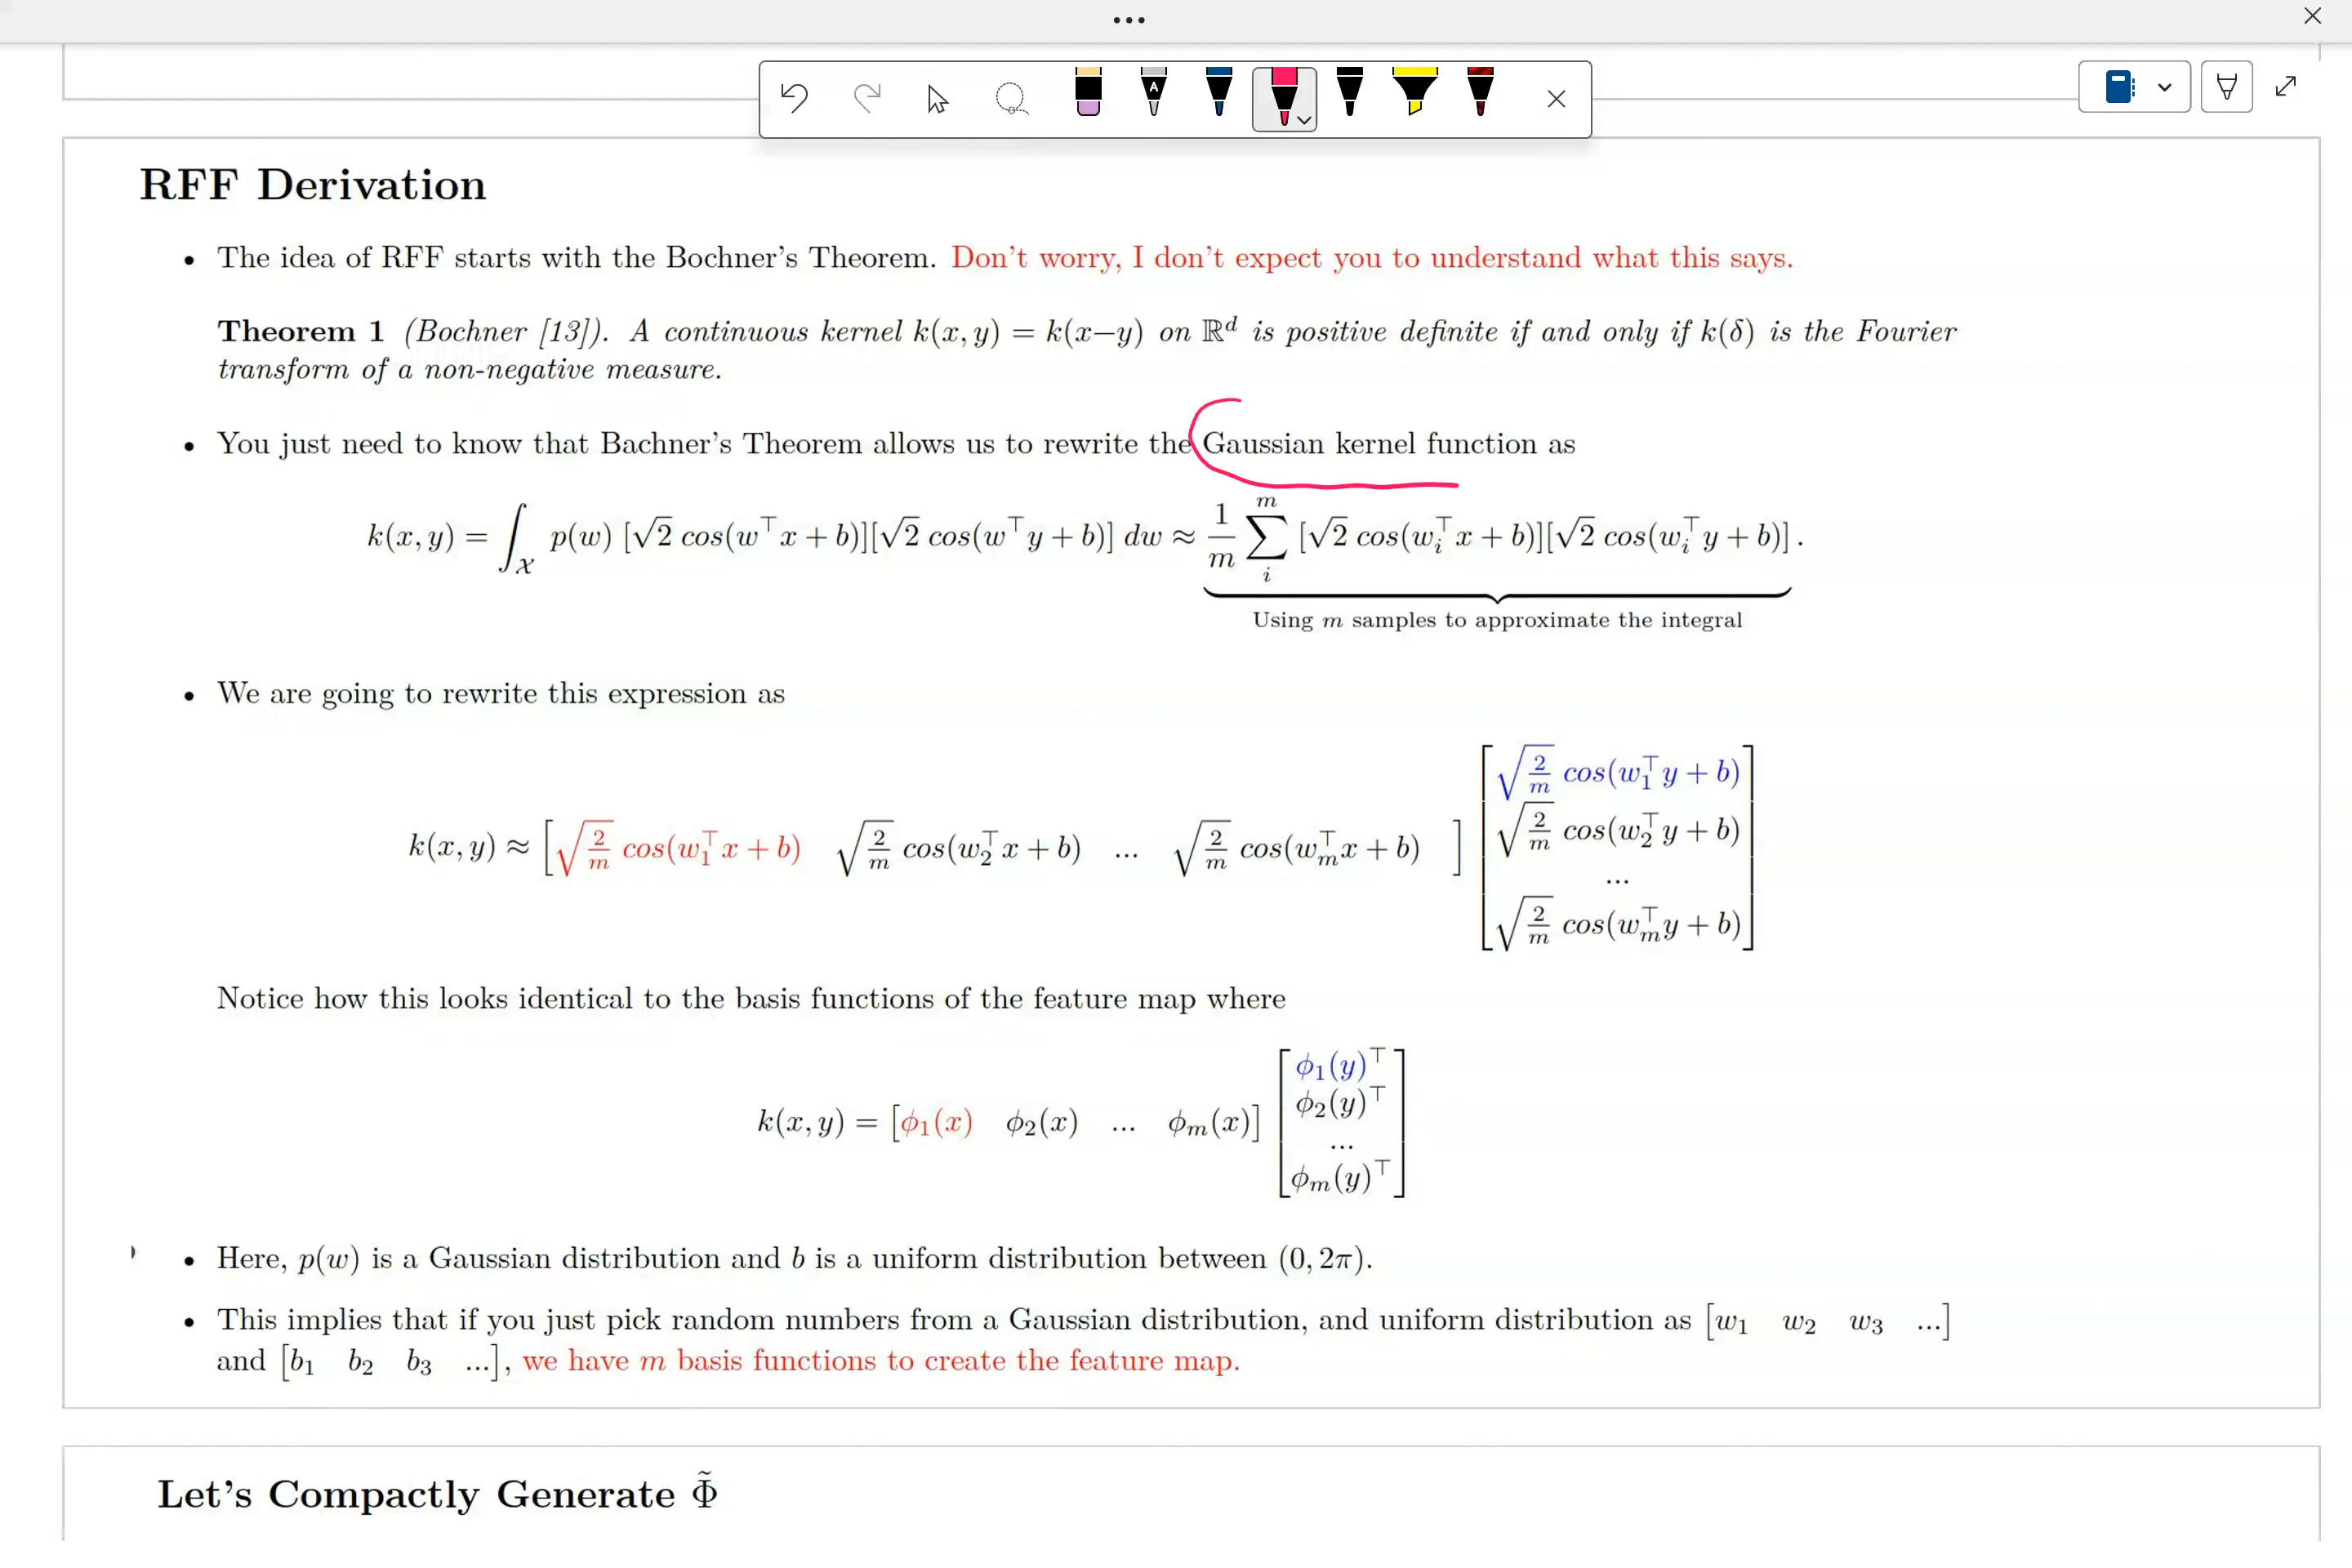 RFF Derivation
• The idea of RFF starts with the Bochner's Theorem. Don't worry, I don't expect you to understand what this says.
Theorem 1 (Bochner [13]). A continuous kernel k(x, y) = k(x−y) on ℝᵈ is positive definite if and only if k(δ) is the Fourier
transform of a non-negative measure.
• You just need to know that Bachner's Theorem allows us to rewrite the Gaussian kernel function as
k(x, y) = ∫_𝒳 p(w) [√2 cos(w^⊤ x + b)][√2 cos(w^⊤ y + b)] dw ≈ 1/m ∑_i^m [√2 cos(w_i^⊤ x + b)][√2 cos(w_i^⊤ y + b)] .
Using m samples to approximate the integral
• We are going to rewrite this expression as
k(x, y) ≈ [√(2/m) cos(w_1^⊤ x + b) √(2/m) cos(w_2^⊤ x + b) ... √(2/m) cos(w_m^⊤ x + b) ] [√(2/m) cos(w_1^⊤ y + b)
√(2/m) cos(w_2^⊤ y + b)
...
√(2/m) cos(w_m^⊤ y + b)]
Notice how this looks identical to the basis functions of the feature map where
k(x, y) = [ϕ_1(x) ϕ_2(x) ... ϕ_m(x)] [ϕ_1(y)^⊤
ϕ_2(y)^⊤
...
ϕ_m(y)^⊤]
• Here, p(w) is a Gaussian distribution and b is a uniform distribution between (0, 2π).
• This implies that if you just pick random numbers from a Gaussian distribution, and uniform distribution as [w_1 w_2 w_3 ...]
and [b_1 b_2 b_3 ...], we have m basis functions to create the feature map.
Let's Compactly Generate Φ̃